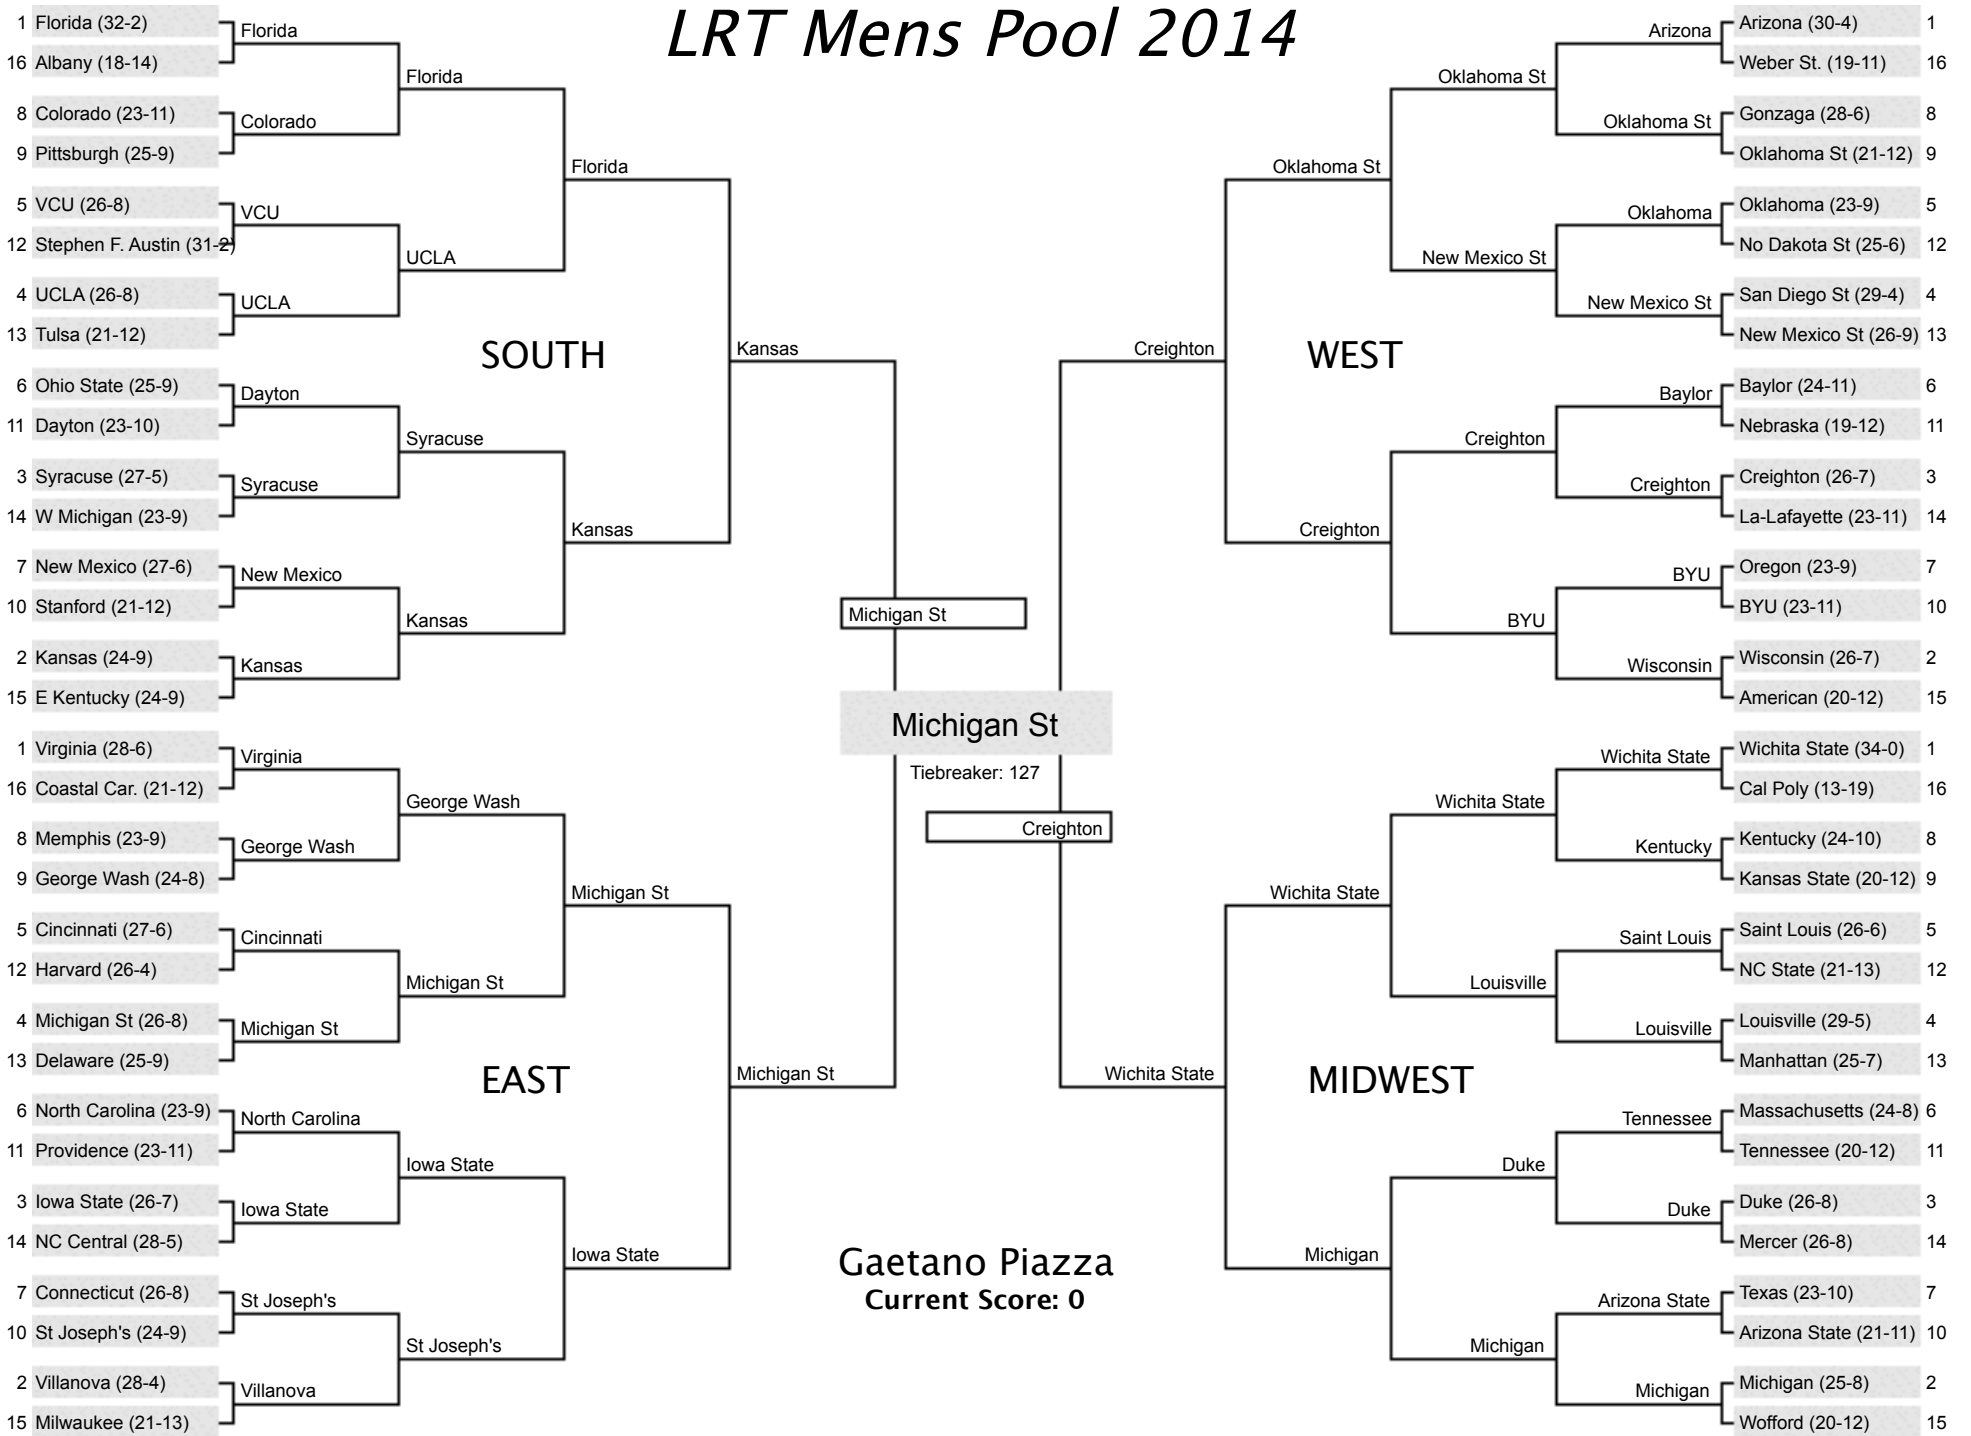 LRT Mens Pool 2014
1 Florida (32-2)
Florida
16 Albany (18-14)
Florida
8 Colorado (23-11)
Colorado
9 Pittsburgh (25-9)
Florida
5 VCU (26-8)
VCU
12 Stephen F. Austin (31-2)
UCLA
4 UCLA (26-8)
UCLA
13 Tulsa (21-12)
SOUTH
Kansas
6 Ohio State (25-9)
Dayton
11 Dayton (23-10)
Syracuse
3 Syracuse (27-5)
Syracuse
14 W Michigan (23-9)
Kansas
7 New Mexico (27-6)
New Mexico
10 Stanford (21-12)
Kansas
2 Kansas (24-9)
Kansas
15 E Kentucky (24-9)
1 Virginia (28-6)
Virginia
16 Coastal Car. (21-12)
George Wash
8 Memphis (23-9)
George Wash
9 George Wash (24-8)
Michigan St
5 Cincinnati (27-6)
Cincinnati
12 Harvard (26-4)
Michigan St
4 Michigan St (26-8)
Michigan St
13 Delaware (25-9)
EAST
Michigan St
6 North Carolina (23-9)
North Carolina
11 Providence (23-11)
Iowa State
3 Iowa State (26-7)
Iowa State
14 NC Central (28-5)
Iowa State
7 Connecticut (26-8)
St Joseph's
10 St Joseph's (24-9)
St Joseph's
2 Villanova (28-4)
Villanova
15 Milwaukee (21-13)
Michigan St
Michigan St
Tiebreaker: 127
Creighton
Gaetano Piazza
Current Score: 0
Arizona (30-4) 1
Arizona
Weber St. (19-11) 16
Oklahoma St
Gonzaga (28-6) 8
Oklahoma St
Oklahoma St (21-12) 9
Oklahoma St
Oklahoma (23-9) 5
Oklahoma
No Dakota St (25-6) 12
New Mexico St
San Diego St (29-4) 4
New Mexico St
New Mexico St (26-9) 13
Creighton
WEST
Baylor (24-11) 6
Baylor
Nebraska (19-12) 11
Creighton
Creighton (26-7) 3
Creighton
La-Lafayette (23-11) 14
Creighton
Oregon (23-9) 7
BYU
BYU (23-11) 10
BYU
Wisconsin (26-7) 2
Wisconsin
American (20-12) 15
Wichita State (34-0) 1
Wichita State
Cal Poly (13-19) 16
Wichita State
Kentucky (24-10) 8
Kentucky
Kansas State (20-12) 9
Wichita State
Saint Louis (26-6) 5
Saint Louis
NC State (21-13) 12
Louisville
Louisville (29-5) 4
Louisville
Manhattan (25-7) 13
Wichita State
MIDWEST
Massachusetts (24-8) 6
Tennessee
Tennessee (20-12) 11
Duke
Duke (26-8) 3
Duke
Mercer (26-8) 14
Michigan
Texas (23-10) 7
Arizona State
Arizona State (21-11) 10
Michigan
Michigan (25-8) 2
Michigan
Wofford (20-12) 15